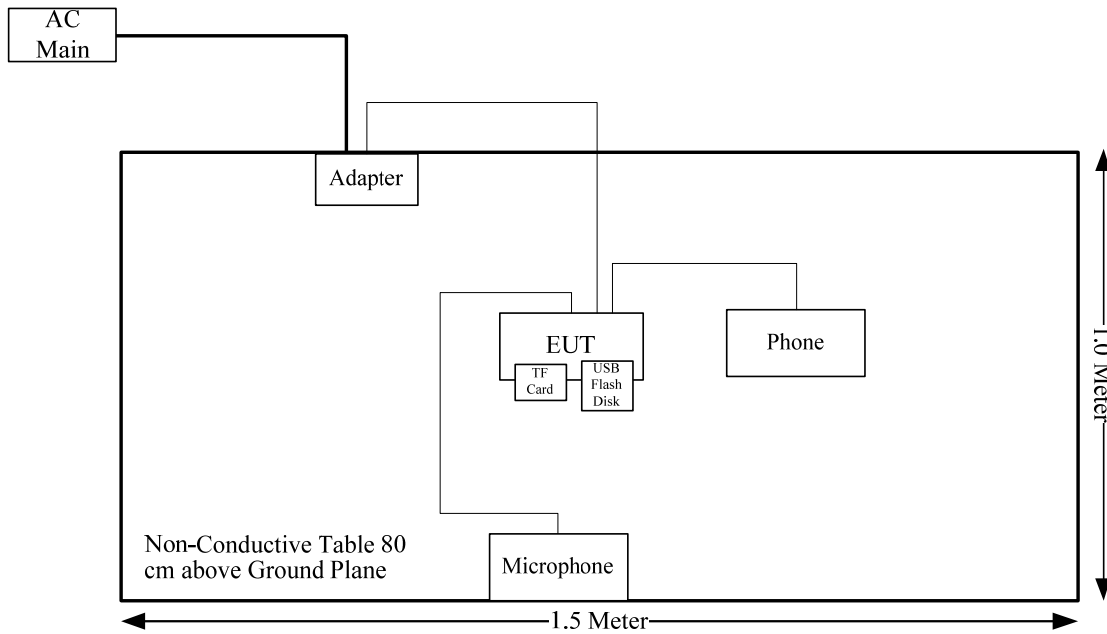 AC
Main
Adapter
EUT
TF
Card
USB
Flash
Disk
Phone
1.0 Meter
Non-Conductive Table 80
cm above Ground Plane
Microphone
1.5 Meter